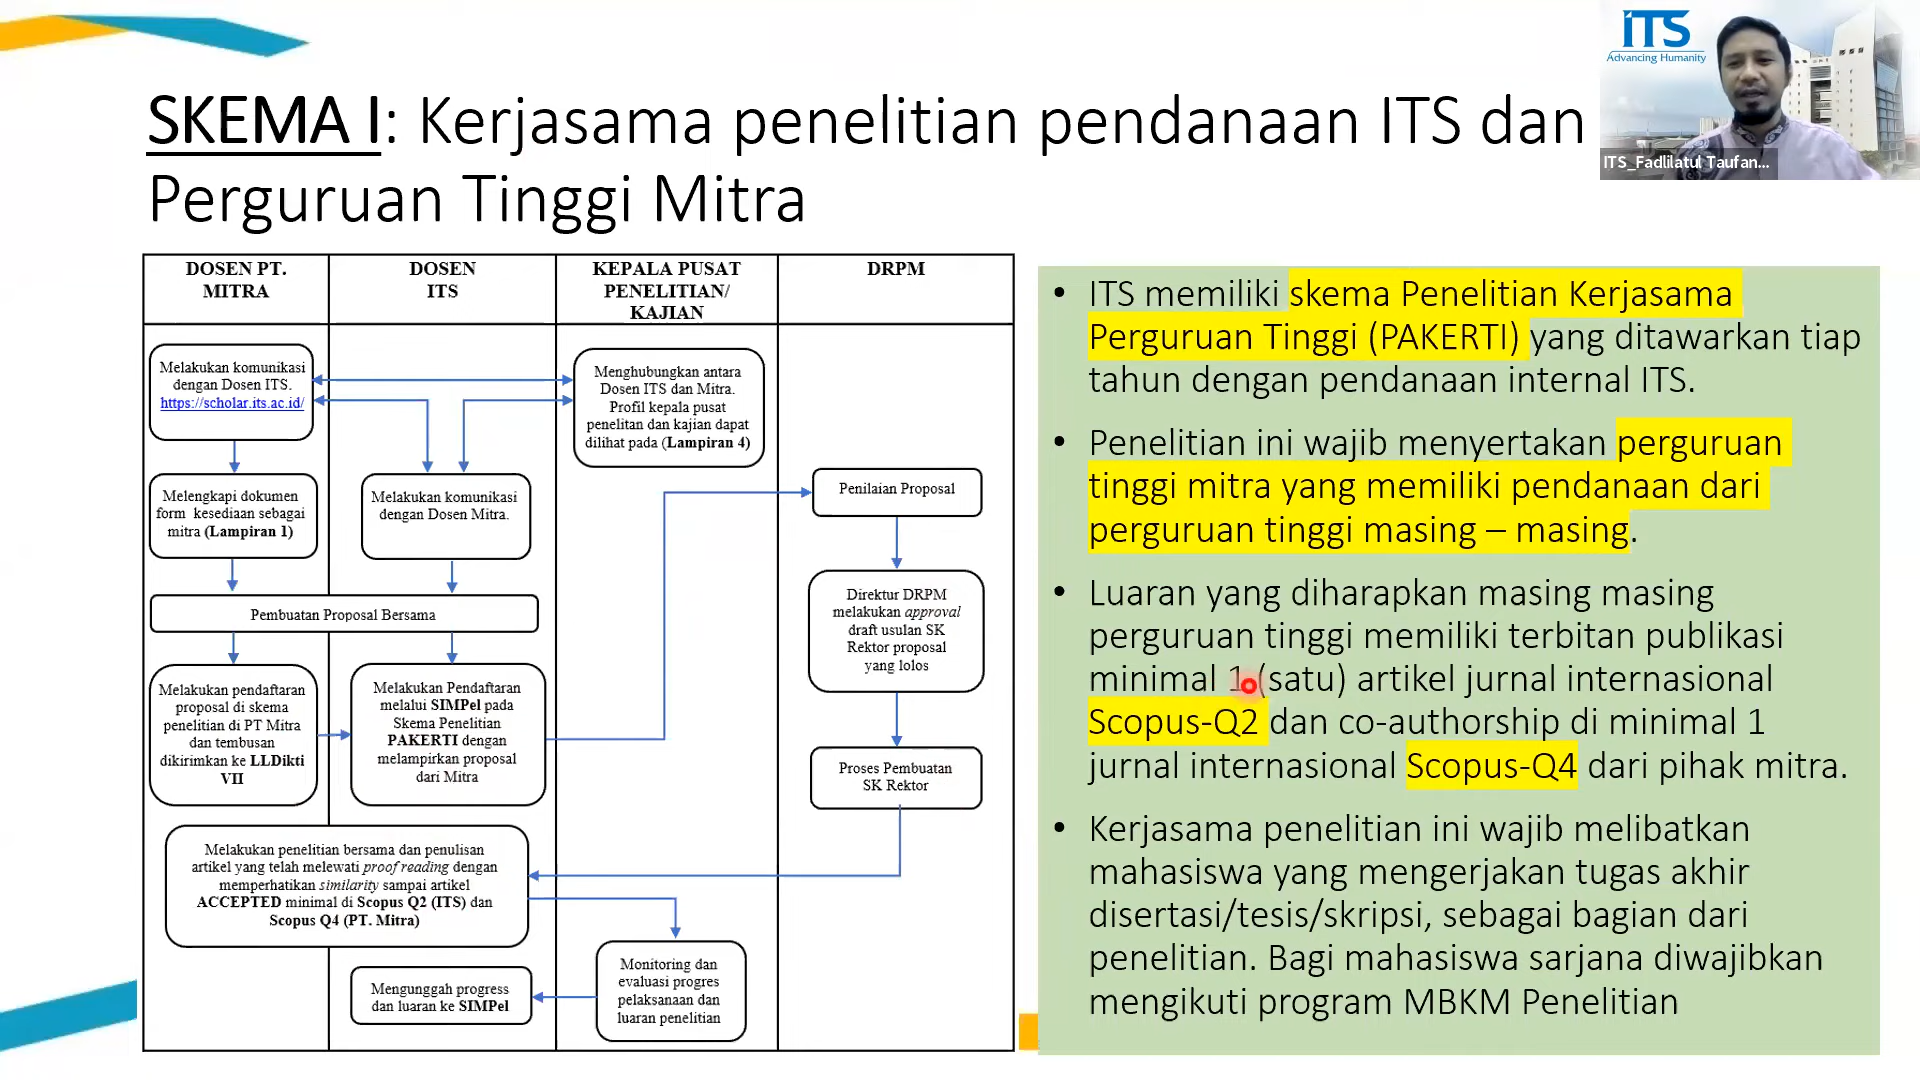 ITS
Advancing Humanity
ITS_Fadlilatul Taufan...
SKEMA I: Kerjasama penelitian pendanaan ITS dan
Perguruan Tinggi Mitra
DOSEN PT.
MITRA
DOSEN
ITS
KEPALA PUSAT
PENELITIAN/
KAJIAN
DRPM
Melakukan komunikasi
dengan Dosen ITS.
https://scholar.its.ac.id/
Menghubungkan antara
Dosen ITS dan Mitra.
Profil kepala pusat
penelitan dan kajian dapat
dilihat pada (Lampiran 4)
Melengkapi dokumen
form kesediaan sebagai
mitra (Lampiran 1)
Melakukan komunikasi
dengan Dosen Mitra.
Penilaian Proposal
Pembuatan Proposal Bersama
Direktur DRPM
melakukan approval
draft usulan SK
Rektor proposal
yang lolos
Melakukan pendaftaran
proposal di skema
penelitian di PT Mitra
dan tembusan
dikirimkan ke LLDikti
VII
Melakukan Pendaftaran
melalui SIMPel pada
Skema Penelitian
PAKERTI dengan
melampirkan proposal
dari Mitra
Proses Pembuatan
SK Rektor
Melakukan penelitian bersama dan penulisan
artikel yang telah melewati proof reading dengan
memperhatikan similarity sampai artikel
ACCEPTED minimal di Scopus Q2 (ITS) dan
Scopus Q4 (PT. Mitra)
Monitoring dan
evaluasi progres
pelaksanaan dan
luaran penelitian
Mengunggah progress
dan luaran ke SIMPel
• ITS memiliki skema Penelitian Kerjasama
Perguruan Tinggi (PAKERTI) yang ditawarkan tiap
tahun dengan pendanaan internal ITS.
• Penelitian ini wajib menyertakan perguruan
tinggi mitra yang memiliki pendanaan dari
perguruan tinggi masing – masing.
• Luaran yang diharapkan masing masing
perguruan tinggi memiliki terbitan publikasi
minimal 1 (satu) artikel jurnal internasional
Scopus-Q2 dan co-authorship di minimal 1
jurnal internasional Scopus-Q4 dari pihak mitra.
• Kerjasama penelitian ini wajib melibatkan
mahasiswa yang mengerjakan tugas akhir
disertasi/tesis/skripsi, sebagai bagian dari
penelitian. Bagi mahasiswa sarjana diwajibkan
mengikuti program MBKM Penelitian